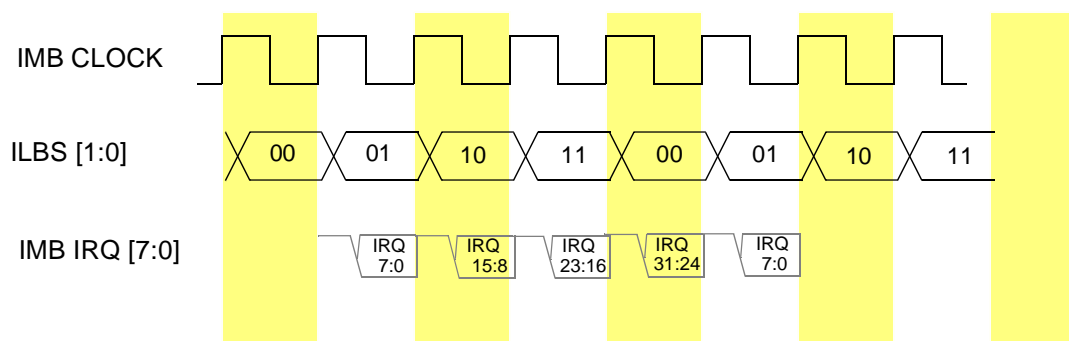 IMB CLOCK
ILBS [1:0]
00 01 10 11 00 01 10 11
IMB IRQ [7:0]
IRQ 7:0
IRQ 15:8
IRQ 23:16
IRQ 31:24
IRQ 7:0